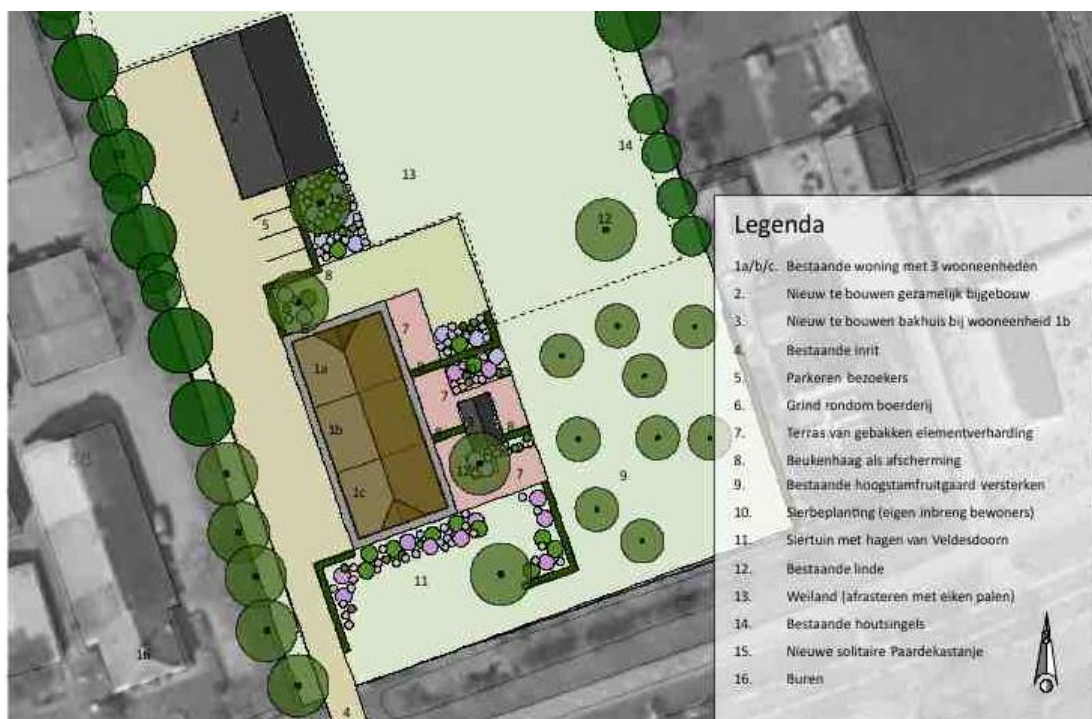 2
12
13
14
12
5
8
7
1a
7
1b
8
12
7
1c
9
11
16
4
Legenda
1a/b/c. Bestaande woning met 3 wooneenheden
2. Nieuw te bouwen gezamelijk bijgebouw
3. Nieuw te bouwen bakhuis bij wooneenheid 1b
4. Bestaande inrit
5. Parkeren bezoekers
6. Grind rondom boerderij
7. Terras van gebakken elementverharding
8. Beukenhaag als afscherming
9. Bestaande hoogstamfruitgaard versterken
10. Sierbeplanting (eigen inbreng bewoners)
11. Siertuin met hagen van Veldesdoorn
12. Bestaande linde
13. Weiland (afrasteren met eiken palen)
14. Bestaande houtsingels
15. Nieuwe solitaire Paardekastanje
16. Buren